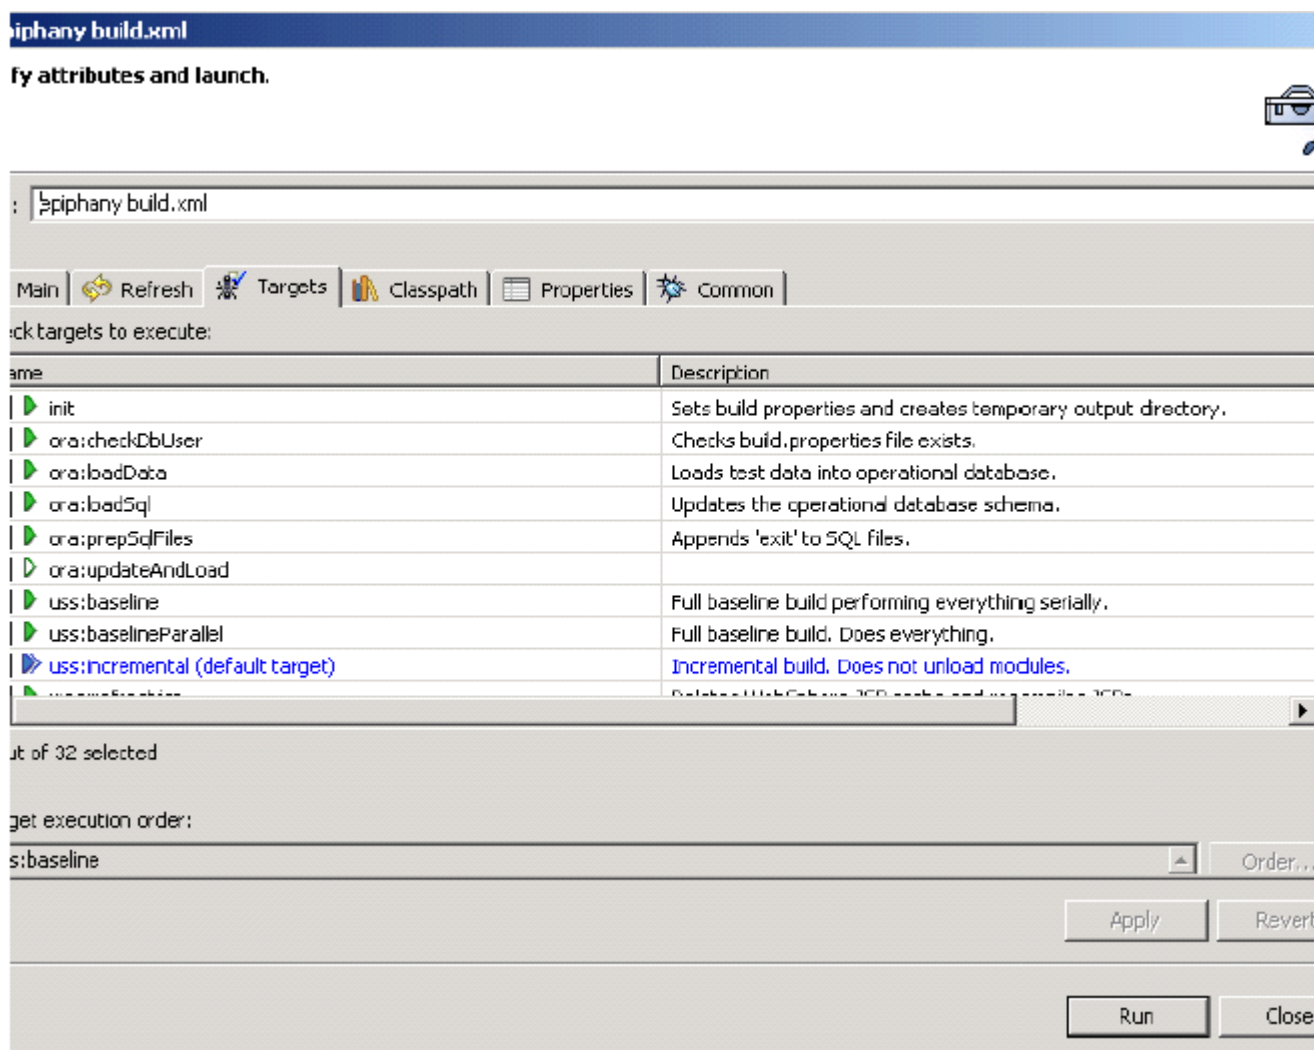 iphany build.xml
fy attributes and launch.
: Epiphany build.xml
Main Refresh Targets Classpath Properties Common
ck targets to execute:
ame Description
init Sets build properties and creates temporary output directory.
ora:checkDbUser Checks build.properties file exists.
ora:loadData Loads test data into operational database.
ora:loadSql Updates the operational database schema.
ora:prepSqlFiles Appends 'exit' to SQL files.
ora:updateAndLoad
uss:baseline Full baseline build performing everything serially.
uss:baselineParallel Full baseline build. Does everything.
uss:incremental (default target) Incremental build. Does not unload modules.
ut of 32 selected
get execution order:
s:baseline Order...
Apply Revert
Run Close